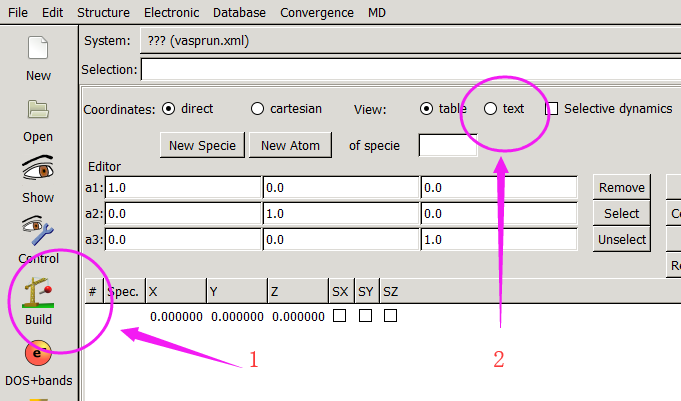 File Edit Structure Electronic Database Convergence MD
New
Open
Show
Control
Build
DOS+bands
System: ??? (vasprun.xml)
Selection:
Coordinates: direct cartesian View: table text Selective dynamics
New Specie New Atom of specie
Editor
a1: 1.0 0.0 0.0 Remove
a2: 0.0 1.0 0.0 Select
a3: 0.0 0.0 1.0 Unselect
# Spec. X Y Z SX SY SZ
0.000000 0.000000 0.000000
1
2